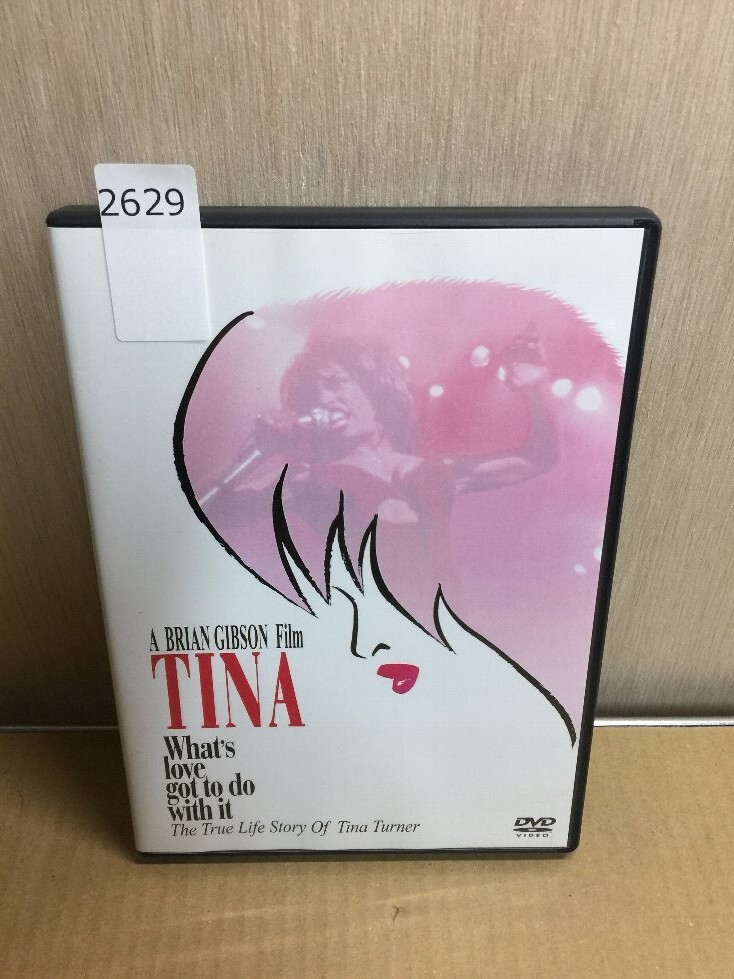 2629
A BRIAN GIBSON Film
TINA
What's
love
got to do
with it
The True Life Story Of Tina Turner
DVD
VIDEO